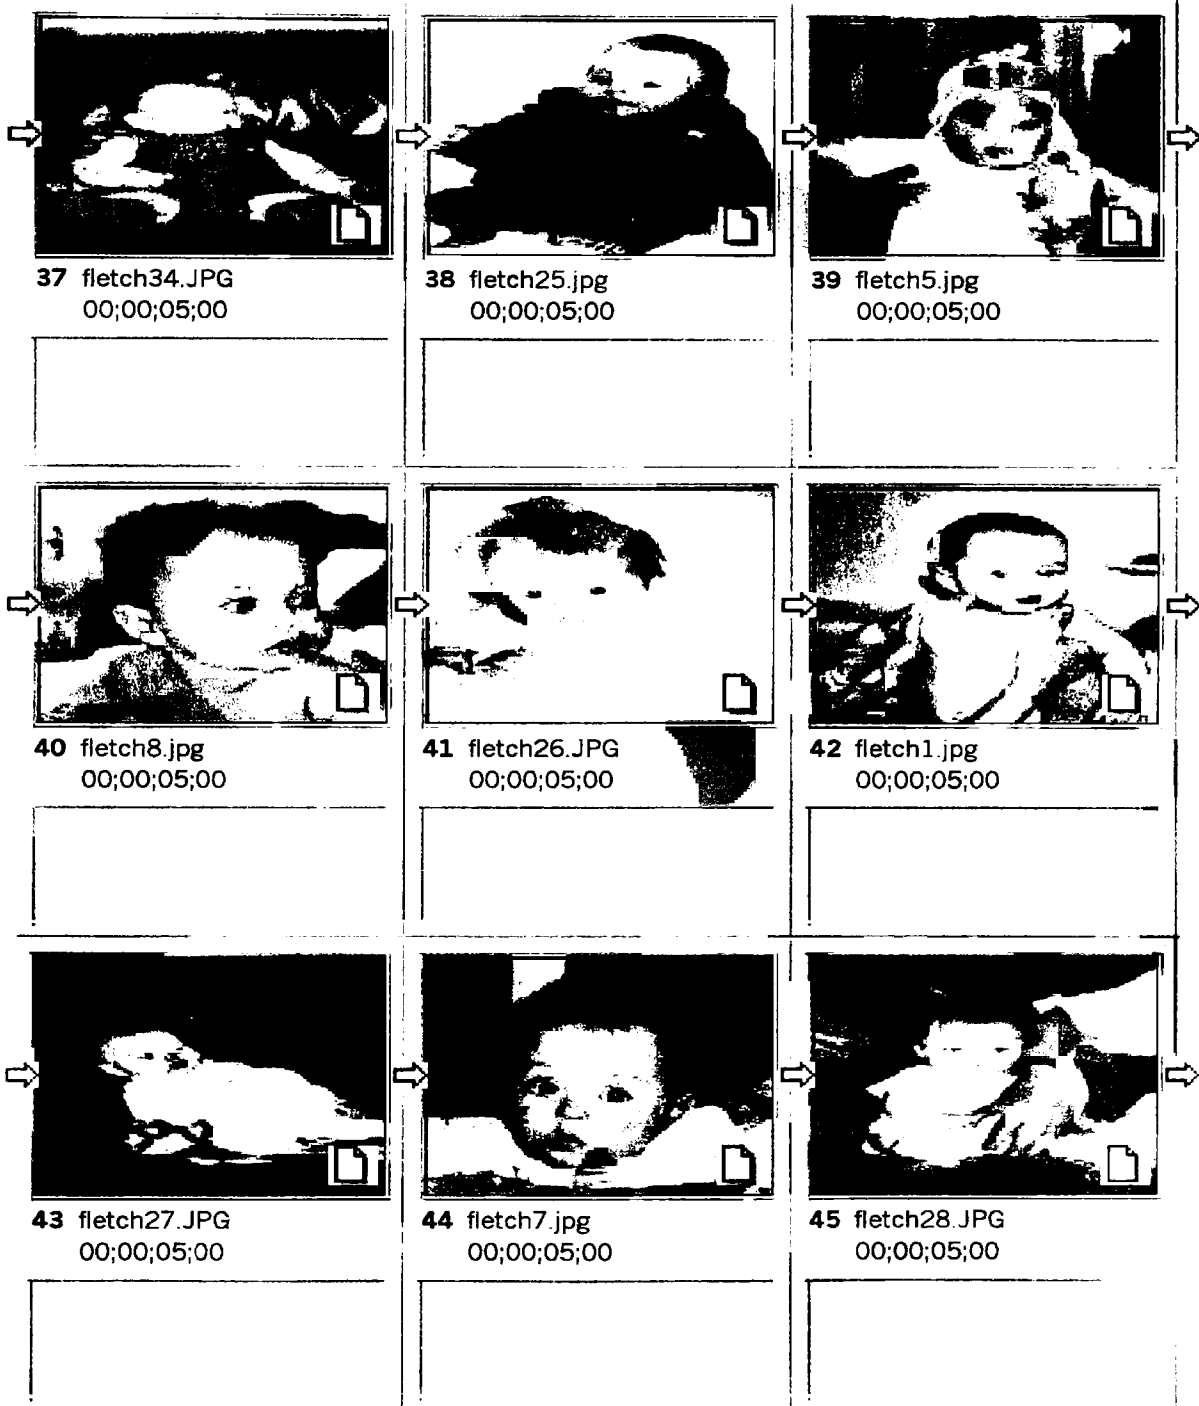 37 fletch34.JPG
00;00;05;00
38 fletch25.jpg
00;00;05;00
39 fletch5.jpg
00;00;05;00
40 fletch8.jpg
00;00;05;00
41 fletch26.JPG
00;00;05;00
42 fletch1.jpg
00;00;05;00
43 fletch27.JPG
00;00;05;00
44 fletch7.jpg
00;00;05;00
45 fletch28.JPG
00;00;05;00